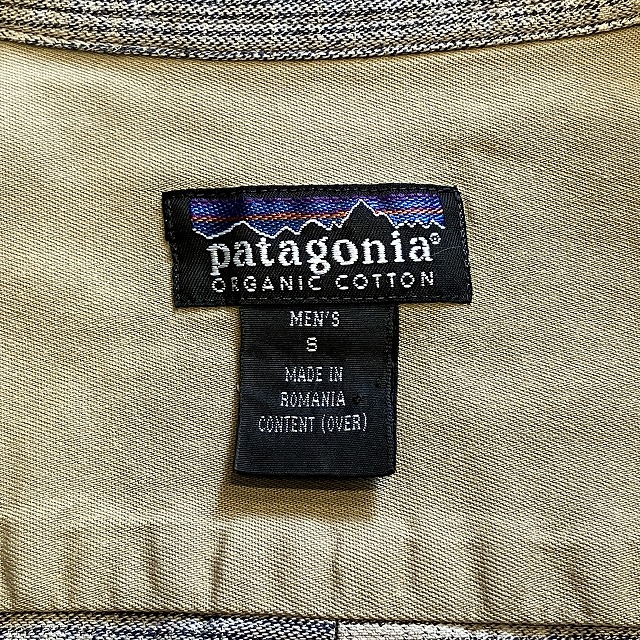 patagonia®
ORGANIC COTTON
MEN'S
S
MADE IN
ROMANIA
CONTENT (OVER)